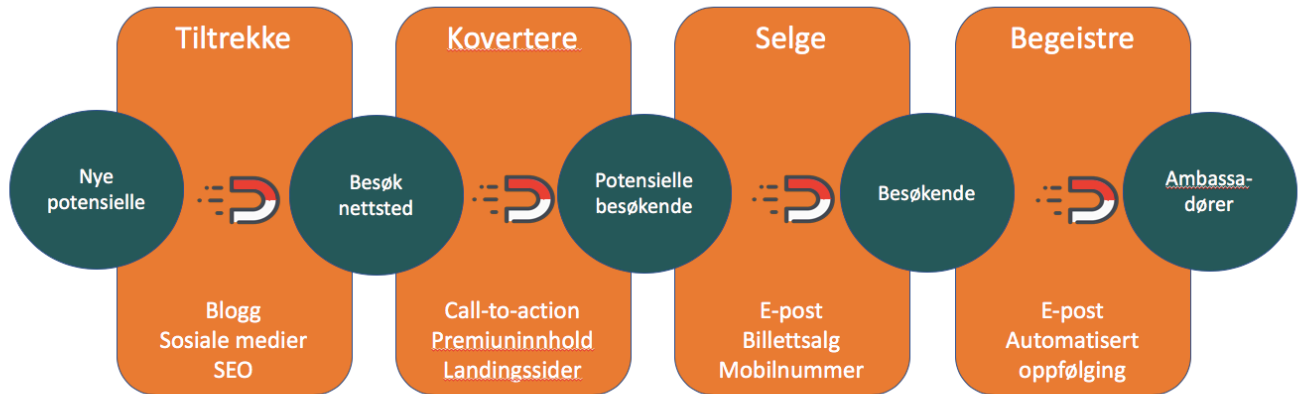 Tiltrekke
Kovertere
Selge
Begeistre
Nye
potensielle
Besøk
nettsted
Potensielle
besøkende
Besøkende
Ambassa-
dører
Blogg
Sosiale medier
SEO
Call-to-action
Premiuninnhold
Landingssider
E-post
Billettsalg
Mobilnummer
E-post
Automatisert
oppfølging